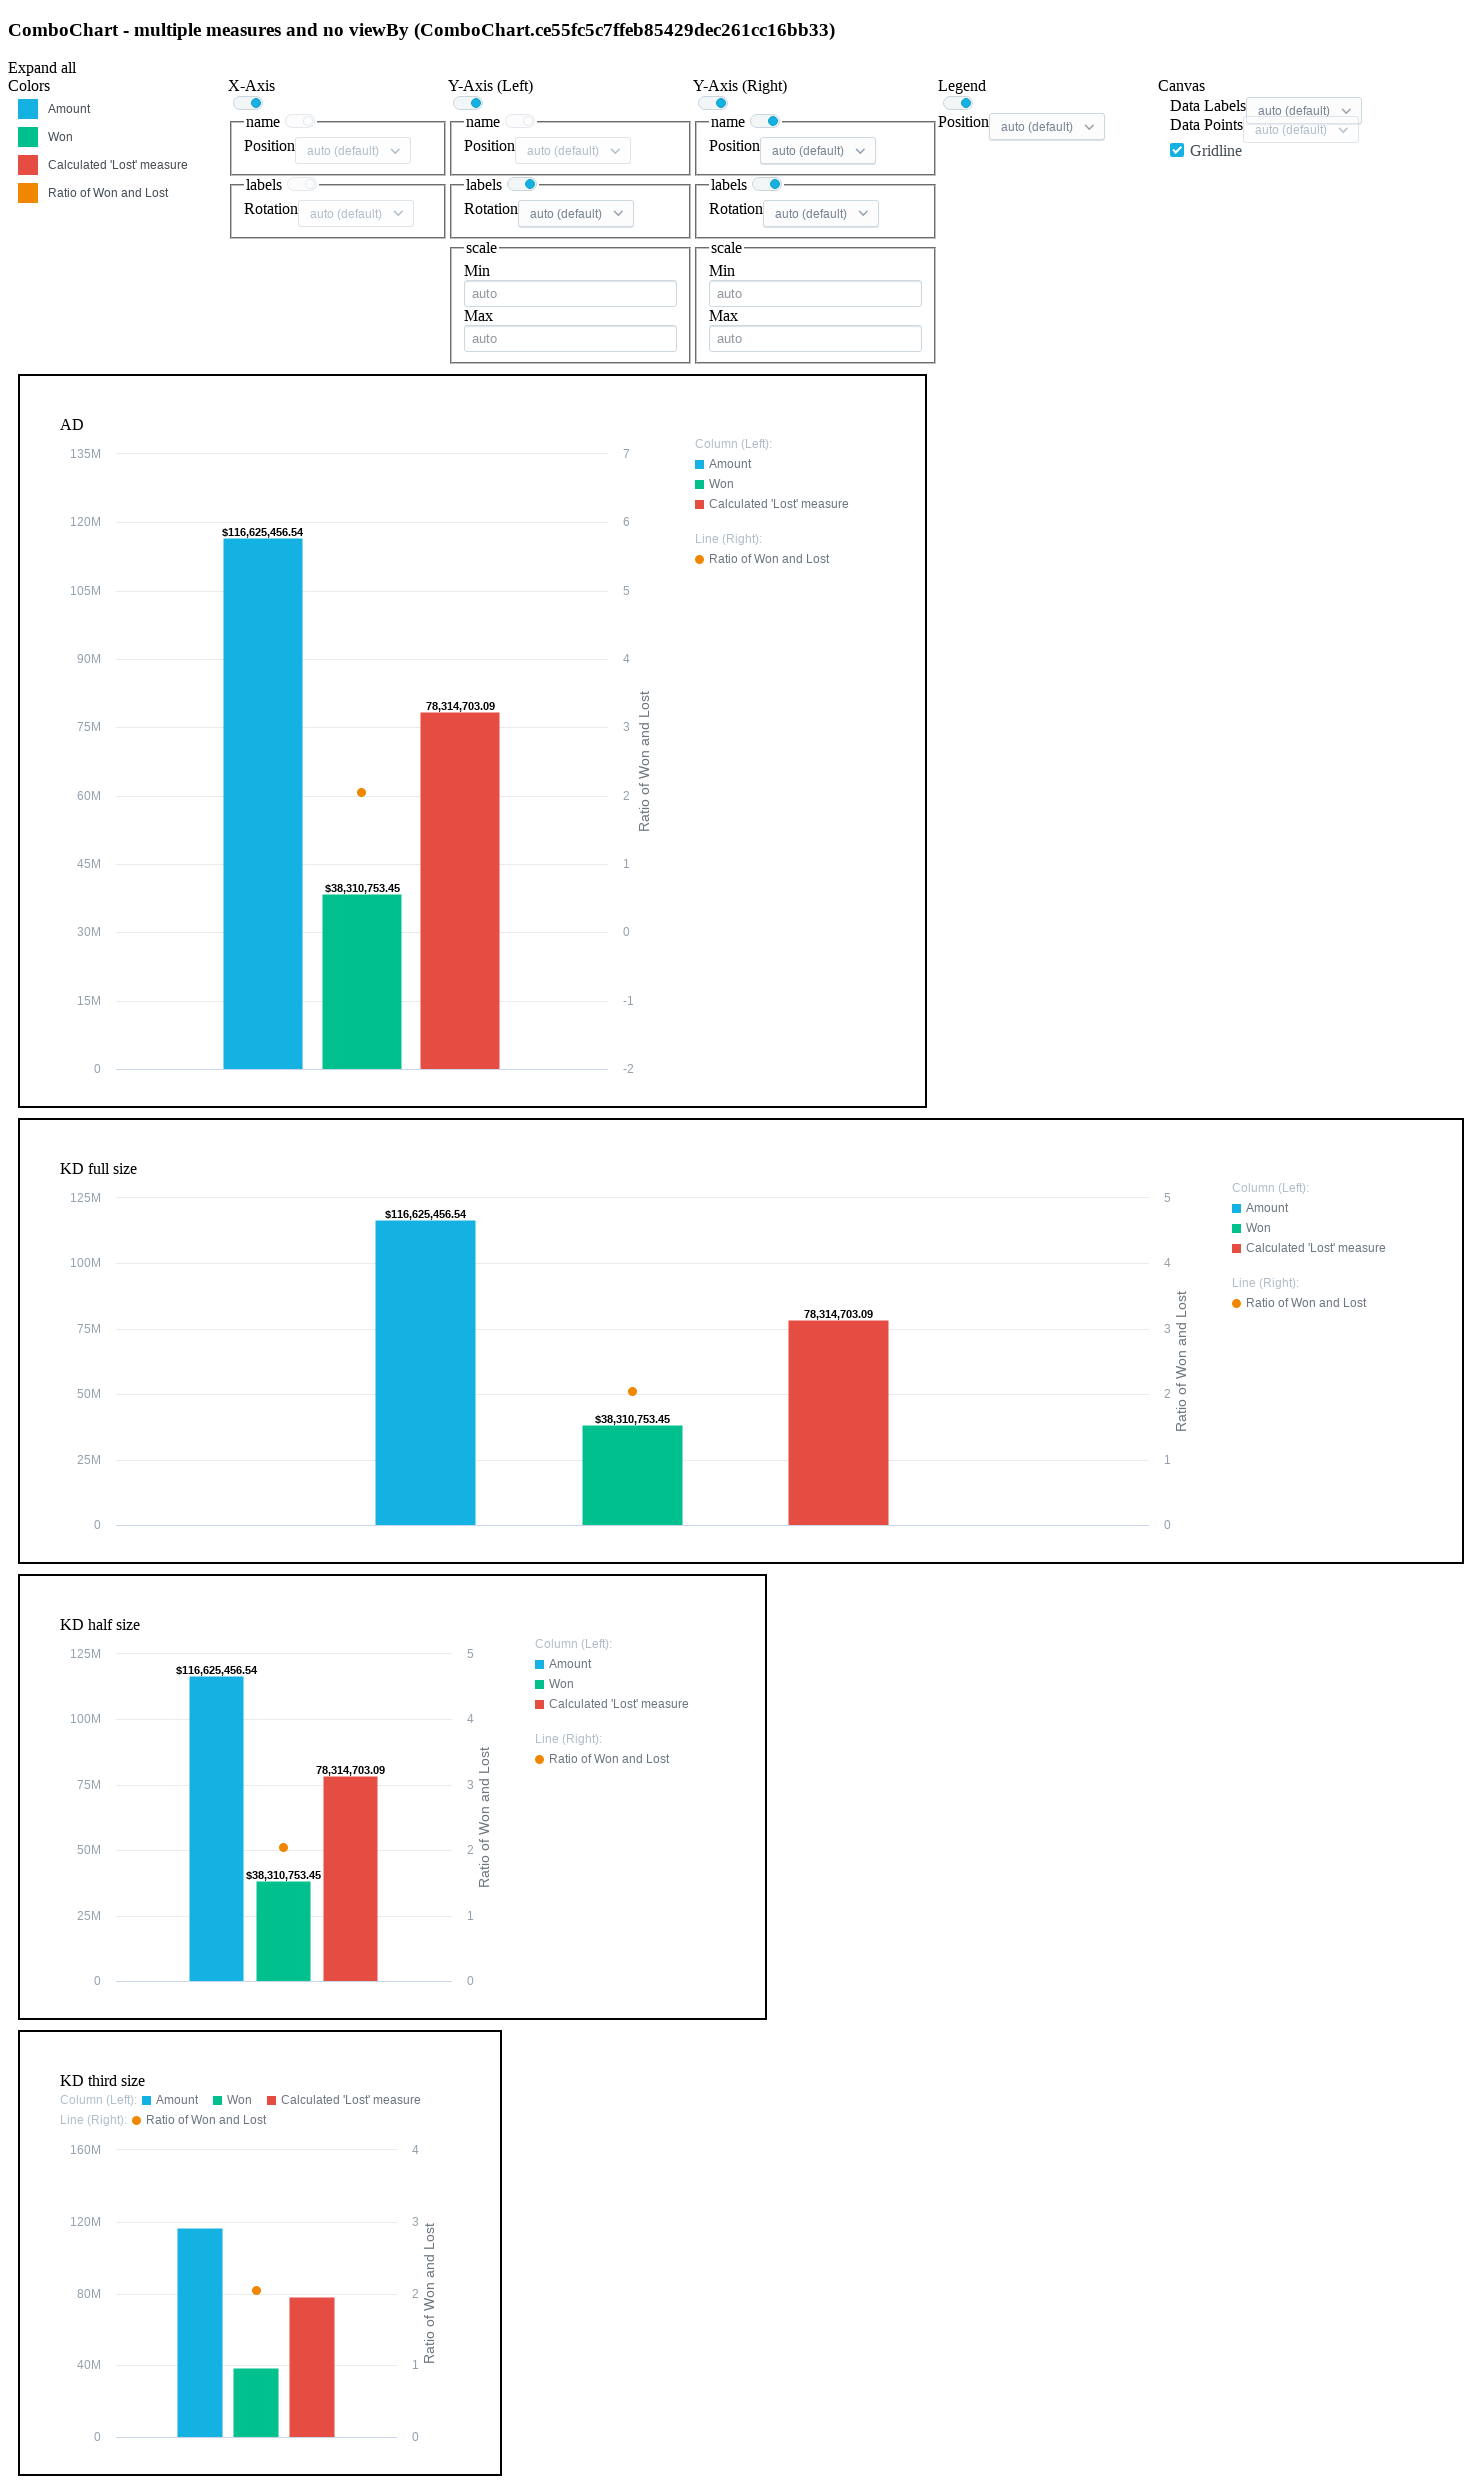 ComboChart - multiple measures and no viewBy (ComboChart.ce55fc5c7ffeb85429dec261cc16bb33)
Expand all
Colors
Amount
Won
Calculated 'Lost' measure
Ratio of Won and Lost
X-Axis
name
Position auto (default)
labels
Rotation auto (default)
Y-Axis (Left)
name
Position auto (default)
labels
Rotation auto (default)
scale
Min
auto
Max
auto
Y-Axis (Right)
name
Position auto (default)
labels
Rotation auto (default)
scale
Min
auto
Max
auto
Legend
Position auto (default)
Canvas
Data Labels auto (default)
Data Points auto (default)
Gridline
AD
135M
120M
105M
90M
75M
60M
45M
30M
15M
0
$116,625,456.54
$38,310,753.45
78,314,703.09
7
6
5
4
3
2
1
0
-1
-2
Ratio of Won and Lost
Column (Left):
Amount
Won
Calculated 'Lost' measure
Line (Right):
Ratio of Won and Lost
KD full size
125M
100M
75M
50M
25M
0
$116,625,456.54
$38,310,753.45
78,314,703.09
5
4
3
2
1
0
Ratio of Won and Lost
Column (Left):
Amount
Won
Calculated 'Lost' measure
Line (Right):
Ratio of Won and Lost
KD half size
125M
100M
75M
50M
25M
0
$116,625,456.54
$38,310,753.45
78,314,703.09
5
4
3
2
1
0
Ratio of Won and Lost
Column (Left):
Amount
Won
Calculated 'Lost' measure
Line (Right):
Ratio of Won and Lost
KD third size
Column (Left): Amount Won Calculated 'Lost' measure
Line (Right): Ratio of Won and Lost
160M
120M
80M
40M
0
4
3
2
1
0
Ratio of Won and Lost